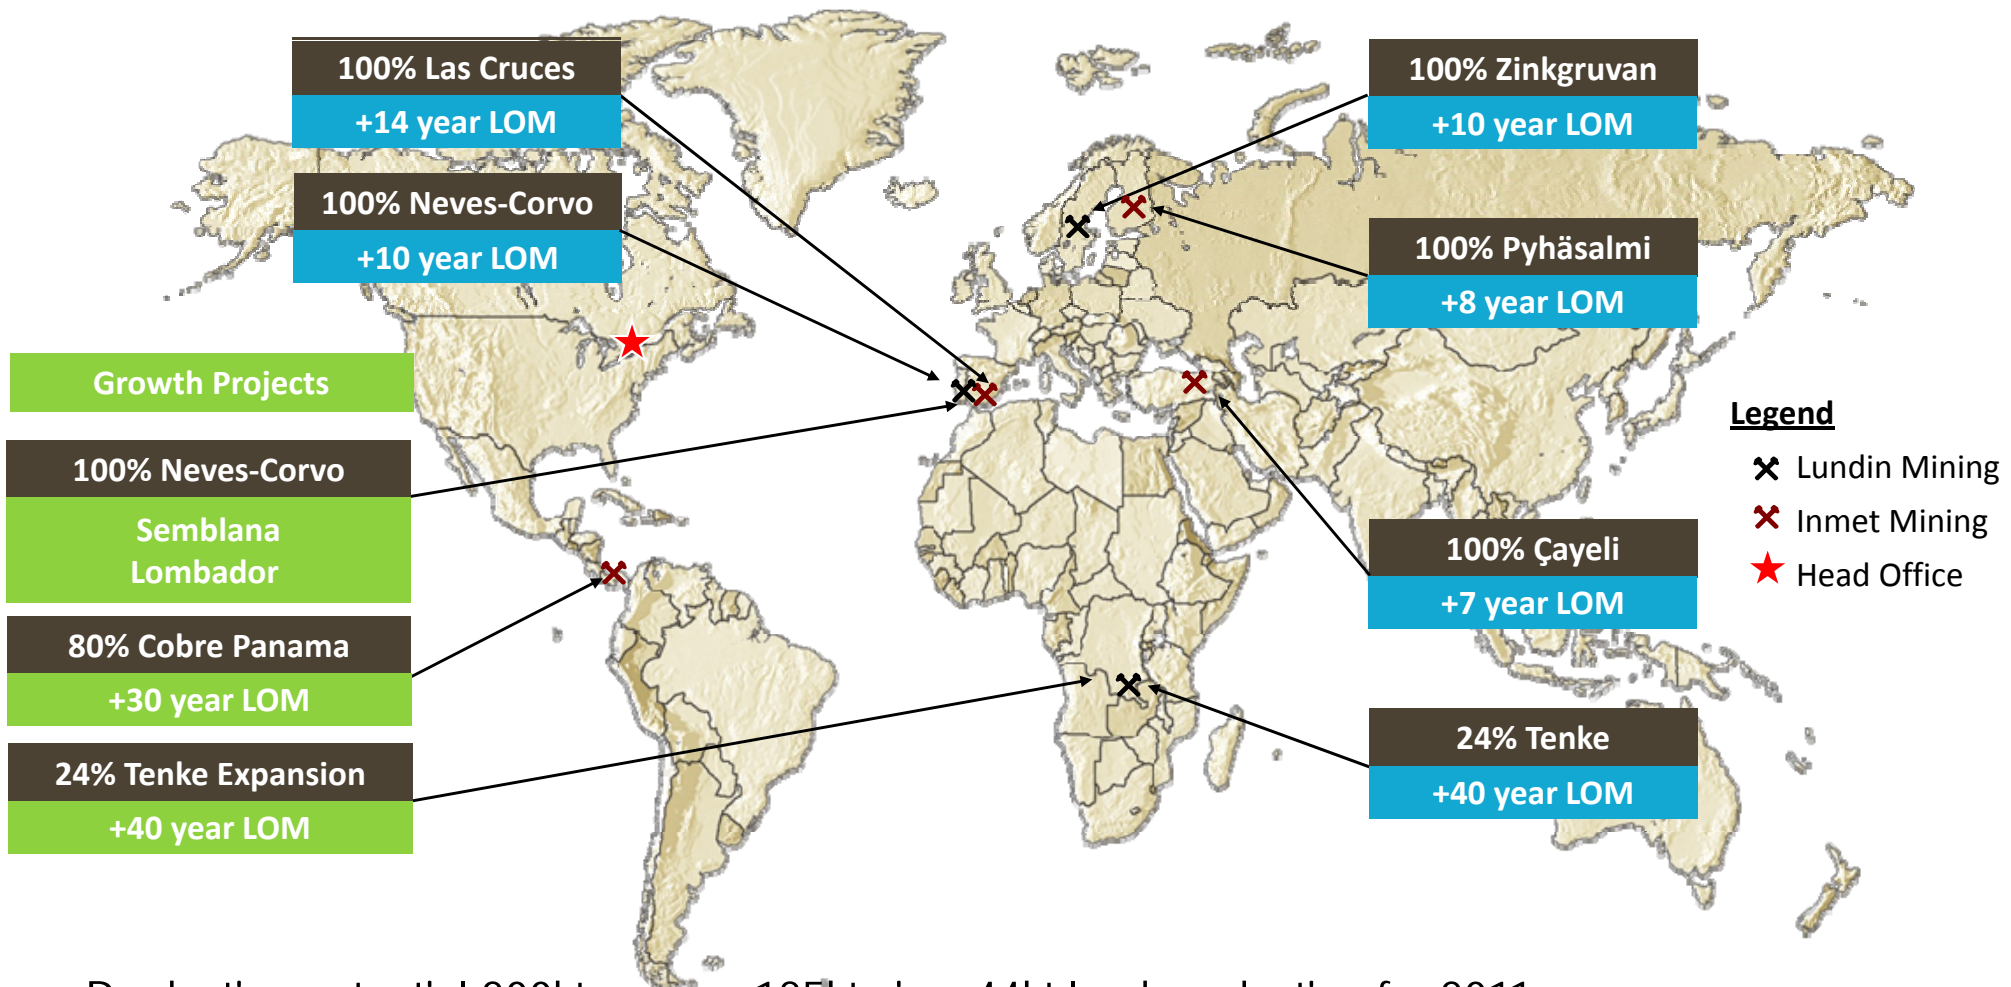 100% Las Cruces
+14 year LOM
100% Neves-Corvo
+10 year LOM
100% Zinkgruvan
+10 year LOM
100% Pyhäsalmi
+8 year LOM
Growth Projects
100% Neves-Corvo
Semblana
Lombador
80% Cobre Panama
+30 year LOM
24% Tenke Expansion
+40 year LOM
100% Çayeli
+7 year LOM
24% Tenke
+40 year LOM
Legend
Lundin Mining
Inmet Mining
Head Office